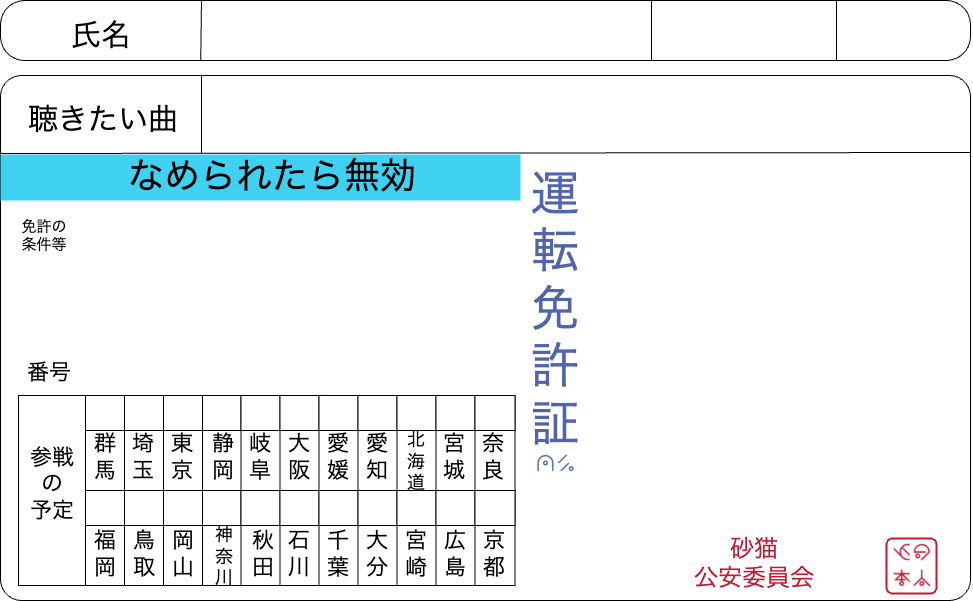 氏名
聴きたい曲
なめられたら無効
免許の
条件等
運転免許証
番号
参戦
の
予定
群馬 埼玉 東京 静岡 岐阜 大阪 愛媛 愛知 北海道 宮城 奈良
福岡 鳥取 岡山 神奈川 秋田 石川 千葉 大分 宮崎 広島 京都
砂猫
公安委員会